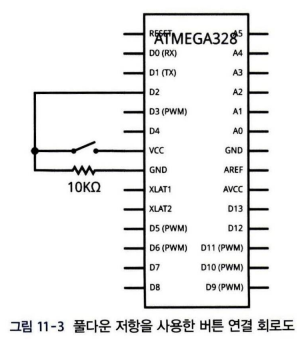 ATMEGA328
RESET A5
D0 (RX) A4
D1 (TX) A3
D2 A2
D3 (PWM) A1
D4 A0
VCC GND
GND AREF
10KΩ
XLAT1 AVCC
XLAT2 D13
D5 (PWM) D12
D6 (PWM) D11 (PWM)
D7 D10 (PWM)
D8 D9 (PWM)
그림 11-3 풀다운 저항을 사용한 버튼 연결 회로도